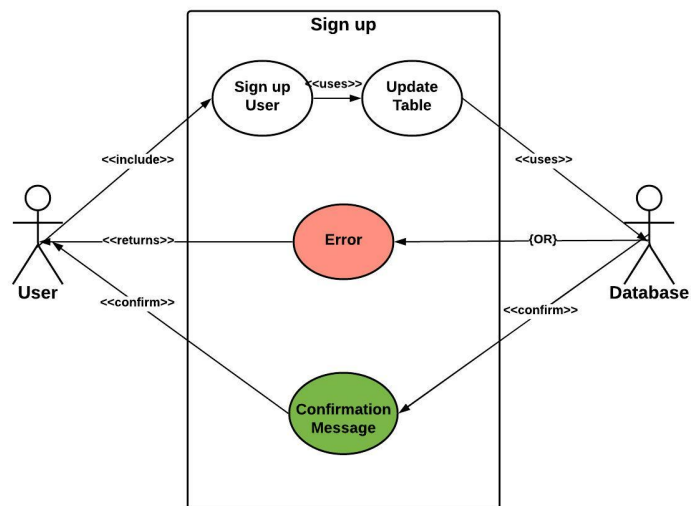 Sign up
Sign up
User
<<uses>>
Update
Table
<<include>>
<<uses>>
<<returns>>
Error
{OR}
User
Database
<<confirm>>
<<confirm>>
Confirmation
Message